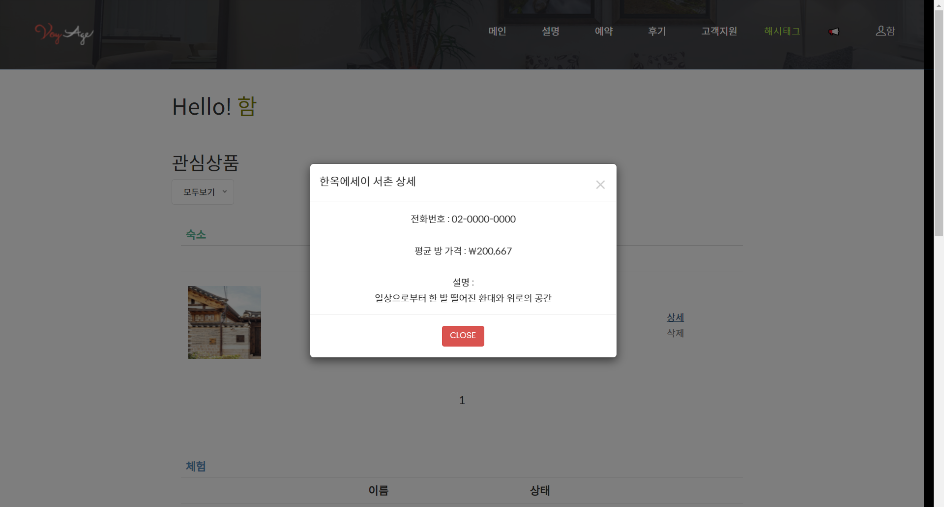 Voy Age
메인 설명 예약 후기 고객지원 해시태그 함
Hello! 함
관심상품
모두보기
숙소
한옥에세이 서촌 상세
×
전화번호 : 02-0000-0000
평균 방 가격 : ₩200,667
설명 :
일상으로부터 한 발 떨어진 환대와 위로의 공간
CLOSE
상세
삭제
1
체험
이름 상태